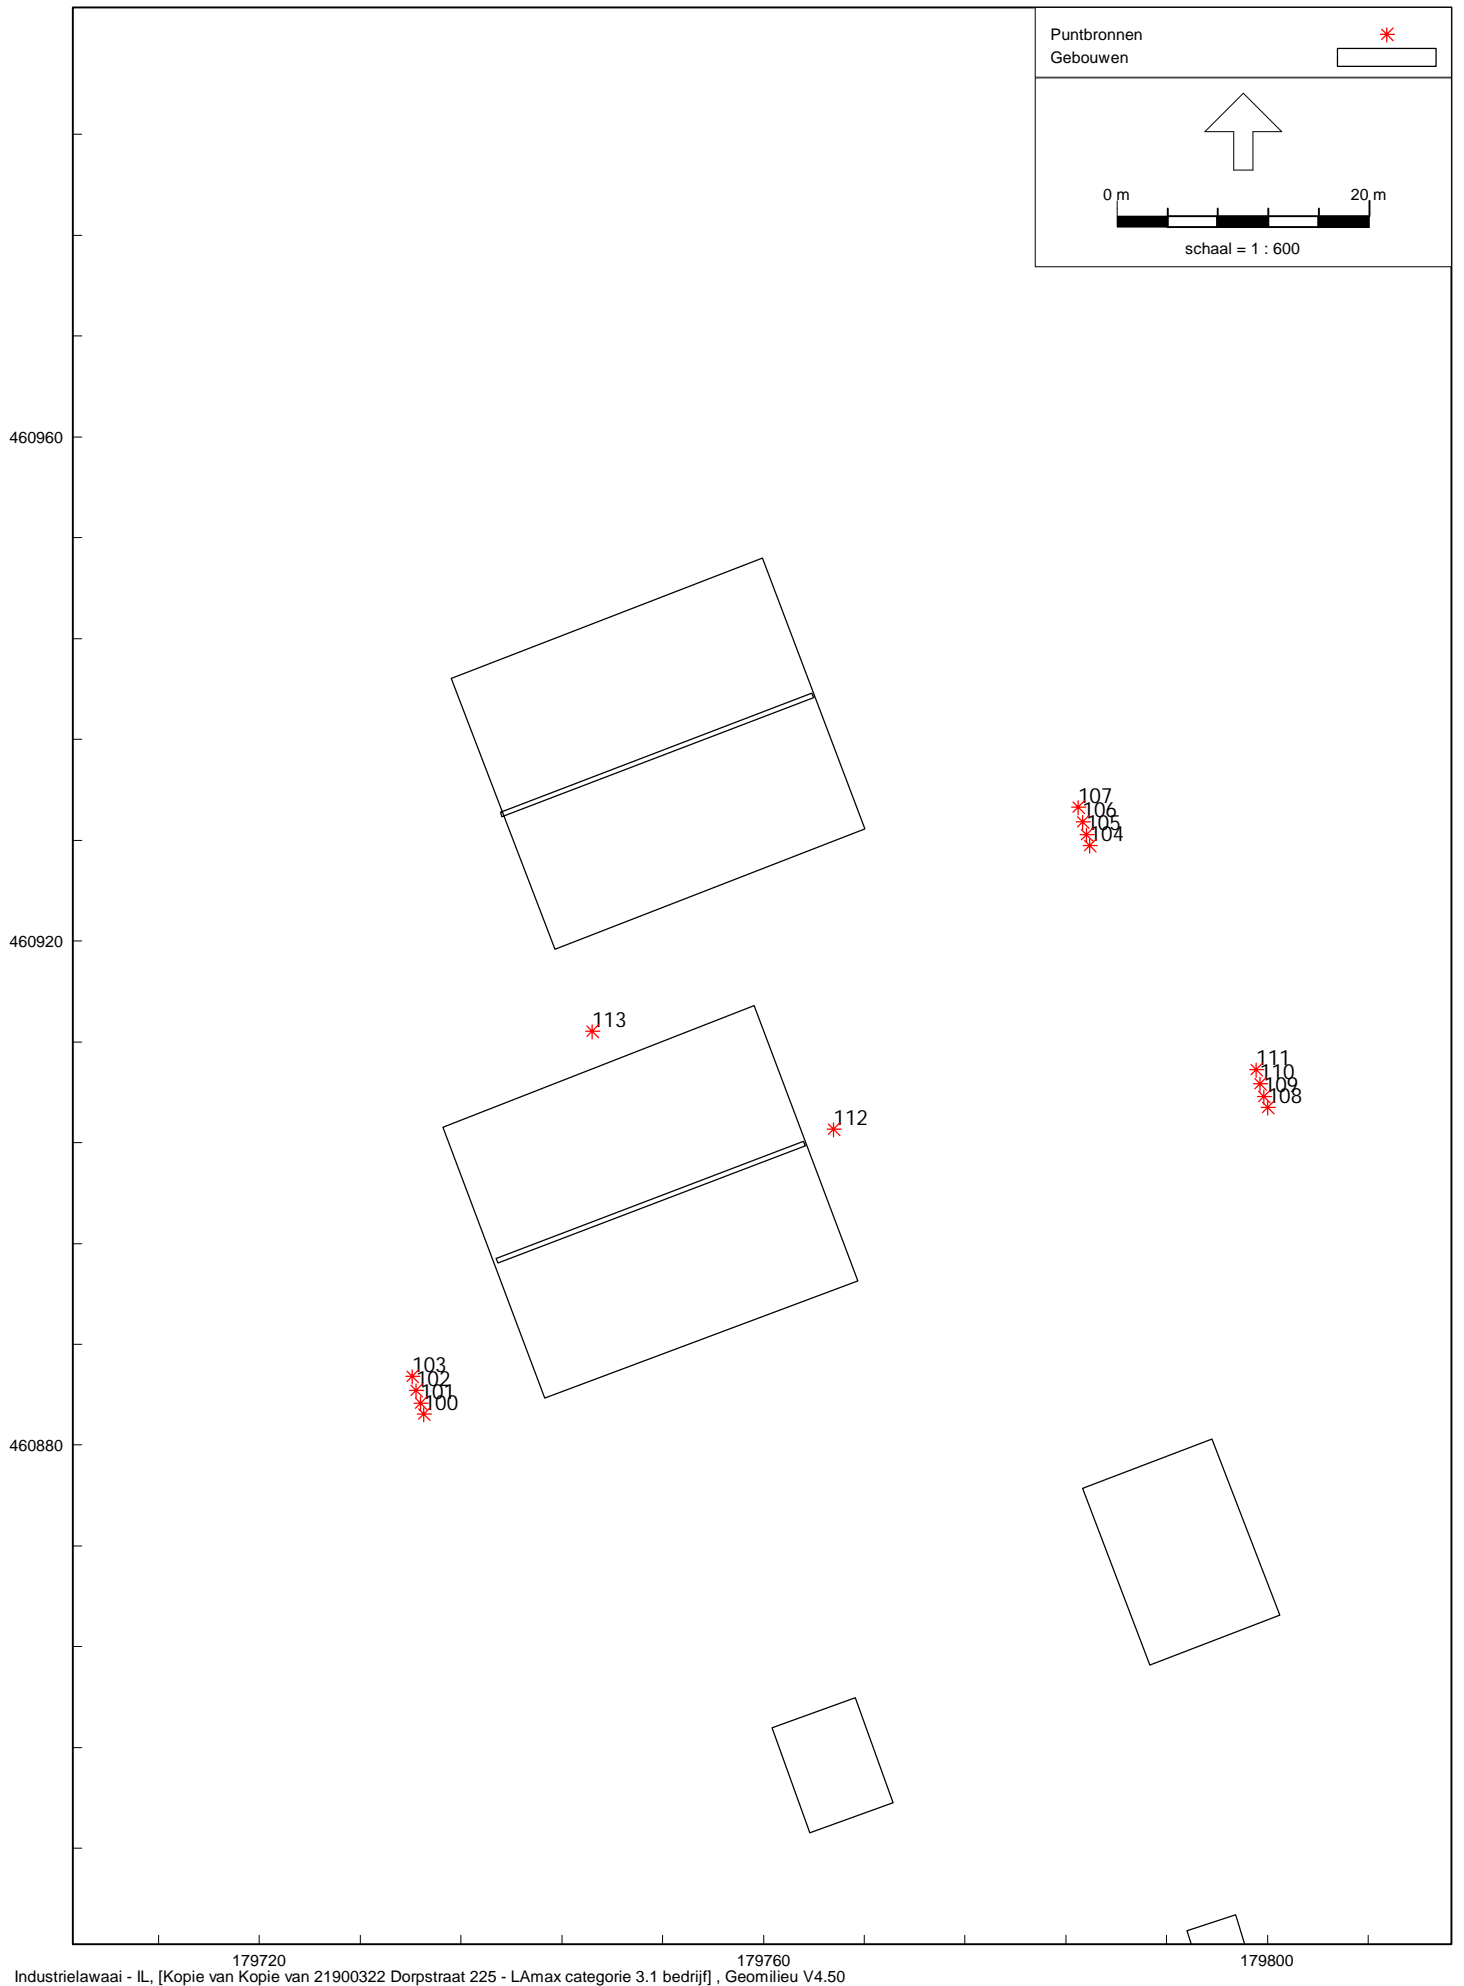 Puntbronnen
Gebouwen
0 m 20 m
schaal = 1 : 600
460960
107
106
105
104
460920
113
111
110
109
108
112
103
102
101
100
460880
179720 179760 179800
Industrielawaai - IL, [Kopie van Kopie van 21900322 Dorpstraat 225 - LAmax categorie 3.1 bedrijf] , Geomilieu V4.50